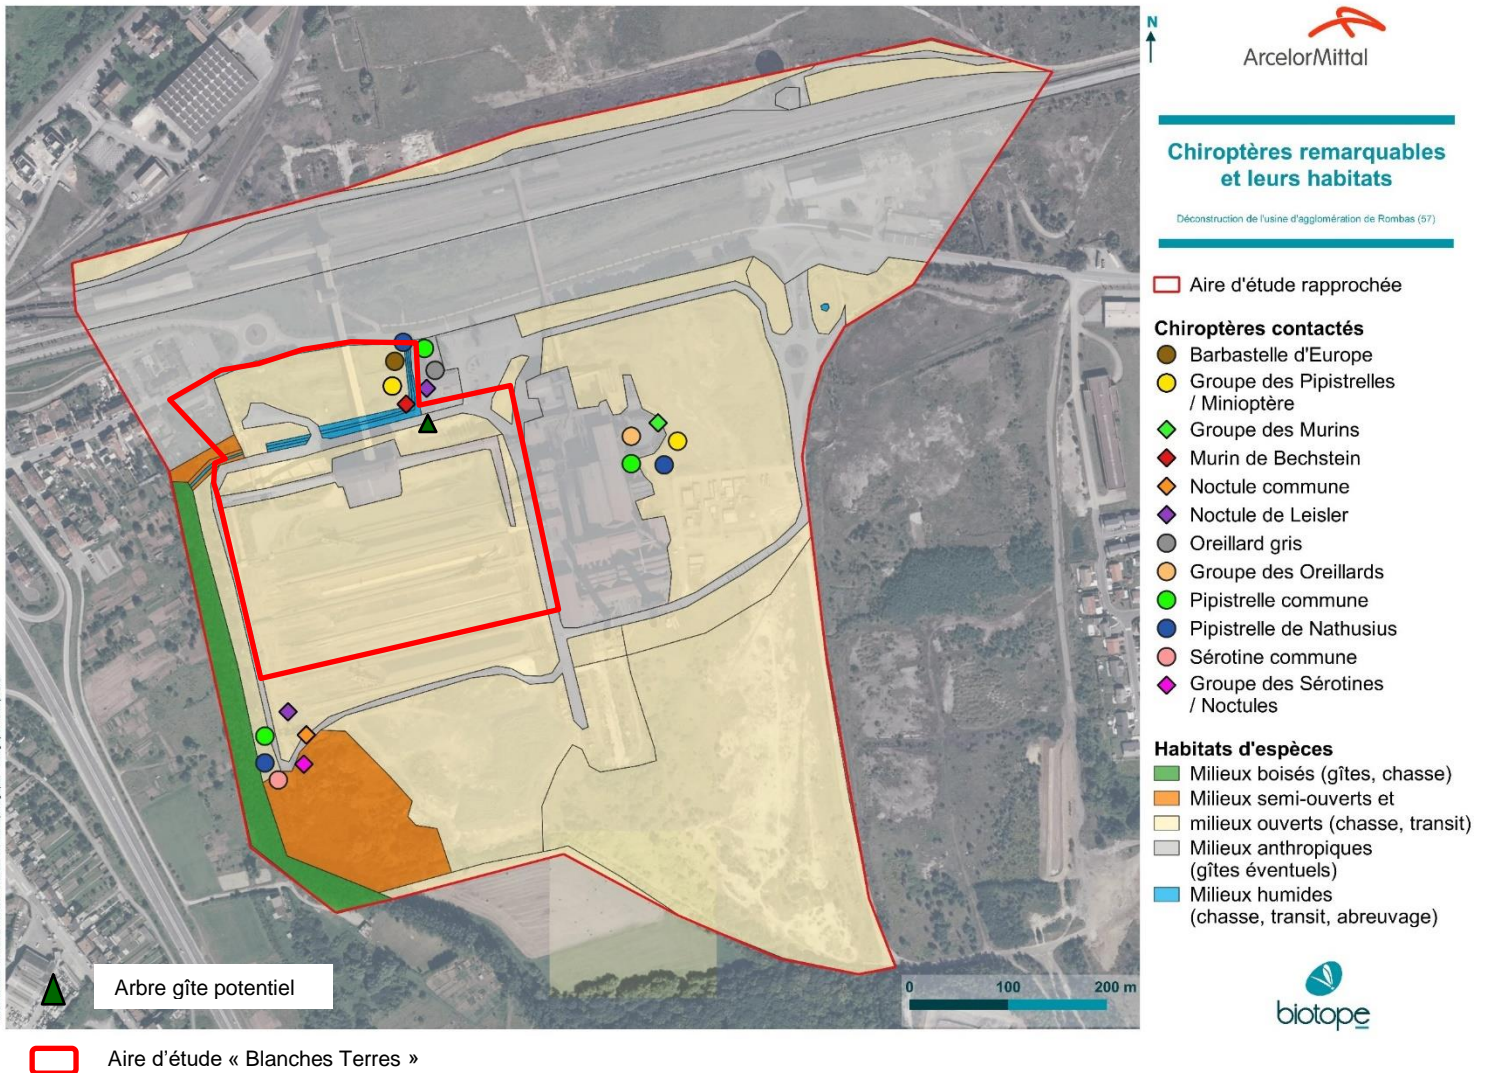 N
ArcelorMittal
Chiroptères remarquables
et leurs habitats
Déconstruction de l'usine d'agglomération de Rombas (57)
Aire d'étude rapprochée
Chiroptères contactés
Barbastelle d'Europe
Groupe des Pipistrelles
/ Minioptère
Groupe des Murins
Murin de Bechstein
Noctule commune
Noctule de Leisler
Oreillard gris
Groupe des Oreillards
Pipistrelle commune
Pipistrelle de Nathusius
Sérotine commune
Groupe des Sérotines
/ Noctules
Habitats d'espèces
Milieux boisés (gîtes, chasse)
Milieux semi-ouverts et
milieux ouverts (chasse, transit)
Milieux anthropiques
(gîtes éventuels)
Milieux humides
(chasse, transit, abreuvage)
biotope
0 100 200 m
Arbre gîte potentiel
Aire d'étude « Blanches Terres »